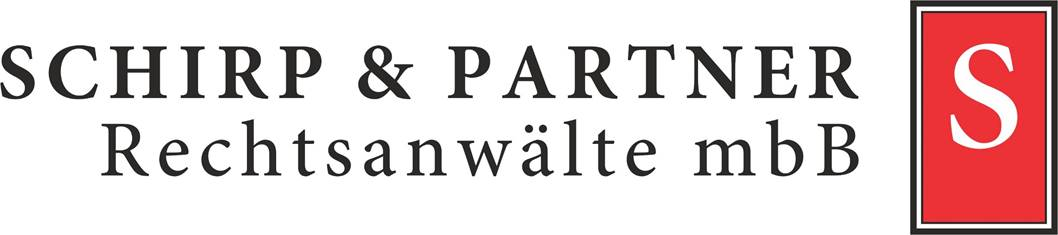 SCHIRP & PARTNER
Rechtsanwälte mbB
S